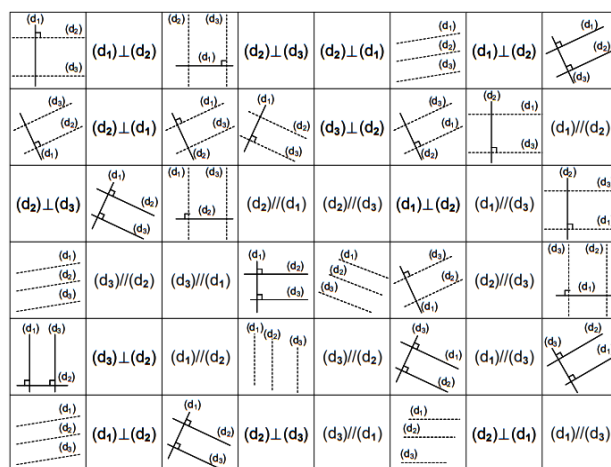 (d₁)
(d₂)
(d₃)
(d₁)⊥(d₂)
(d₂) (d₃)
(d₁)
(d₂)⊥(d₃)
(d₂)⊥(d₁)
(d₁)
(d₂)
(d₃)
(d₁)⊥(d₂)
(d₁)
(d₂)
(d₃)
(d₃)
(d₂)
(d₁)
(d₂)⊥(d₁)
(d₁)
(d₃)
(d₂)
(d₁)
(d₂)
(d₃)
(d₃)⊥(d₂)
(d₃)
(d₂)
(d₁)
(d₂)
(d₁)
(d₃)
(d₁)//(d₂)
(d₂)⊥(d₃)
(d₁)
(d₂)
(d₃)
(d₁) (d₃)
(d₂)
(d₂)//(d₁)
(d₂)//(d₃)
(d₁)⊥(d₂)
(d₁)//(d₃)
(d₂)
(d₃)
(d₁)
(d₁)
(d₂)
(d₃)
(d₃)//(d₂)
(d₃)//(d₁)
(d₁)
(d₂)
(d₃)
(d₁)
(d₂)
(d₃)
(d₃)
(d₂)
(d₁)
(d₂)//(d₃)
(d₃) (d₂)
(d₁)
(d₁) (d₃)
(d₂)
(d₃)⊥(d₂)
(d₁)//(d₂)
(d₁) (d₂) (d₃)
(d₃)//(d₂)
(d₃)
(d₁)
(d₂)
(d₁)//(d₃)
(d₂)
(d₃)
(d₁)
(d₁)
(d₂)
(d₃)
(d₁)⊥(d₂)
(d₁)
(d₂)
(d₃)
(d₂)⊥(d₃)
(d₃)//(d₁)
(d₁)
(d₂)
(d₃)
(d₂)⊥(d₁)
(d₁)//(d₃)